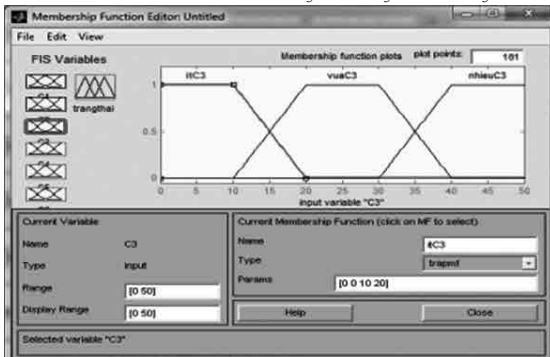 Membership Function Editor: Untitled
File Edit View
FIS Variables
Membership function plots plot points: 181
trangthai
itC3 vuaC3 nhieuC3
1
0.5
0
0 5 10 15 20 25 30 35 40 45 50
input variable "C3"
Current Variable
Name C3
Type input
Range [0 50]
Display Range [0 50]
Current Membership Function (click on MF to select)
Name itC3
Type trapmf
Params [0 0 10 20]
Help Close
Selected variable "C3"